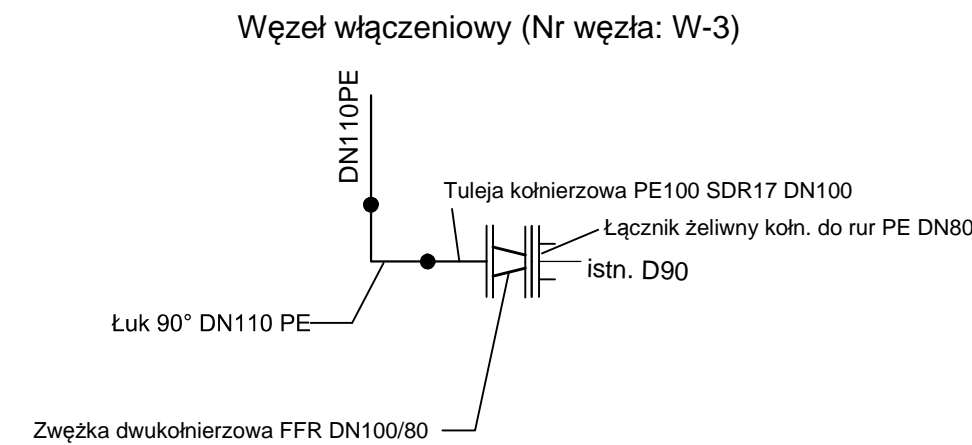 Węzeł włączeniowy (Nr węzła: W-3)
DN110PE
Tuleja kołnierzowa PE100 SDR17 DN100
Łącznik żeliwny kołn. do rur PE DN80
istn. D90
Łuk 90° DN110 PE
Zwężka dwukołnierzowa FFR DN100/80